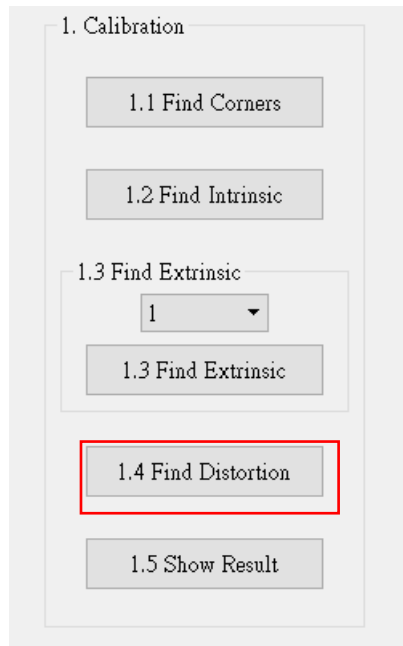 1. Calibration
1.1 Find Corners
1.2 Find Intrinsic
1.3 Find Extrinsic
1
1.3 Find Extrinsic
1.4 Find Distortion
1.5 Show Result